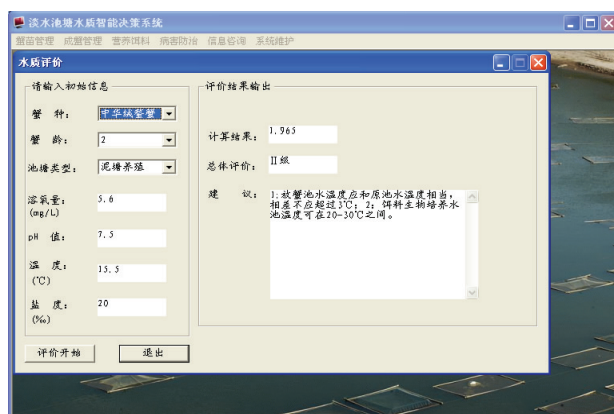 淡水池塘水质智能决策系统
蟹苗管理 成蟹管理 营养饵料 病害防治 信息咨询 系统维护
水质评价
请输入初始信息
蟹 种： 中华绒螯蟹
蟹 龄： 2
池塘类型： 泥塘养殖
溶氧量： 5.6
(mg/L)
pH 值： 7.5
温 度： 15.5
(℃)
盐 度： 20
(‰)
评价开始 退出
评价结果输出
计算结果： 1.965
总体评价： Ⅱ级
建 议： 1;放蟹池水温度应和原池水温度相当，
相差不应超过3℃；2；饵料生物培养水
池温度可在20-30℃之间。